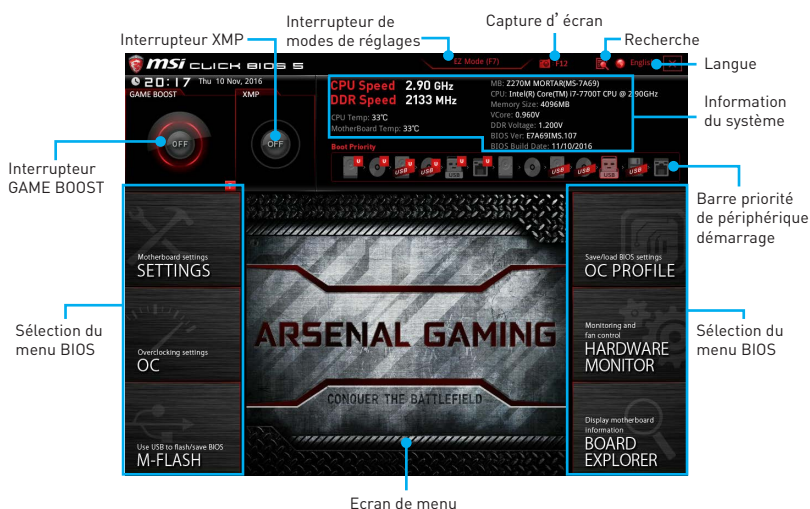 Interrupteur de
modes de réglages
Capture d’ écran
Interrupteur XMP
Recherche
msi CLICK BIOS 5
EZ Mode (F7)
F12
English
Langue
20:17 Thu 10 Nov, 2016
GAME BOOST
XMP
CPU Speed 2.90 GHz
DDR Speed 2133 MHz
CPU Temp: 33°C
MotherBoard Temp: 33°C
MB: Z270M MORTAR(MS-7A69)
CPU: Intel(R) Core(TM) i7-7700T CPU @ 2.90GHz
Memory Size: 4096MB
VCore: 0.960V
DDR Voltage: 1.200V
BIOS Ver: E7A69IMS.107
BIOS Build Date: 11/10/2016
Information
du système
OFF
OFF
Boot Priority
U
U
U
USB
U
USB
U
USB
U
USB
USB
USB
USB
Interrupteur
GAME BOOST
Barre priorité
de périphérique
démarrage
Motherboard settings
SETTINGS
Save/load BIOS settings
OC PROFILE
Sélection du
menu BIOS
Overclocking settings
OC
ARSENAL GAMING
CONQUER THE BATTLEFIELD
Monitoring and
fan control
HARDWARE
MONITOR
Sélection du
menu BIOS
Use USB to flash/save BIOS
M-FLASH
Display motherboard
information
BOARD
EXPLORER
Ecran de menu